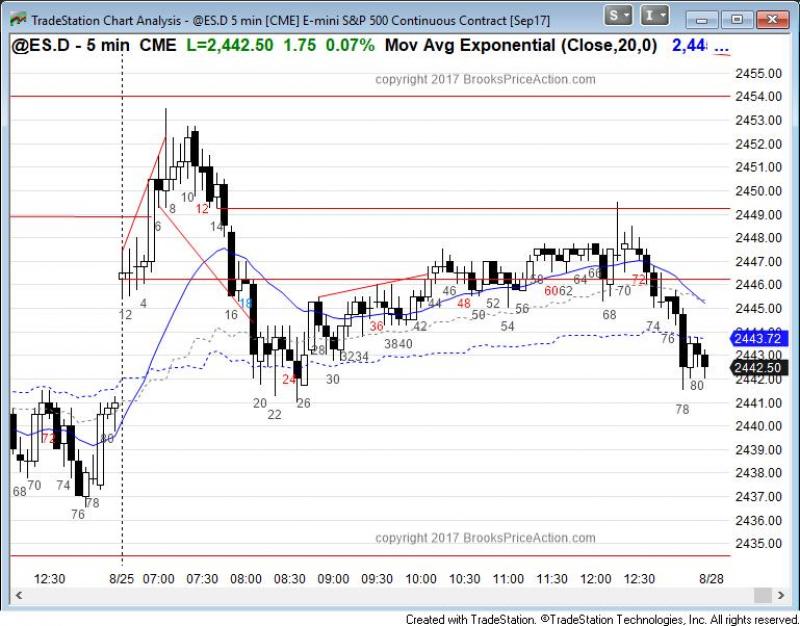 TradeStation Chart Analysis - @ES.D 5 min [CME] E-mini S&P 500 Continuous Contract [Sep17]
S I
@ES.D - 5 min CME L=2,442.50 1.75 0.07% Mov Avg Exponential (Close,20,0) 2,44 ...
copyright 2017 BrooksPriceAction.com
2455.00
2454.00
2453.00
2452.00
2451.00
2450.00
2449.00
2448.00
2447.00
2446.00
2445.00
2443.72
2443.00
2442.50
2442.00
2441.00
2440.00
2439.00
2438.00
2437.00
2436.00
2435.00
68 70 72 74 76 78 80
12 4 6 8 10 12 14 16 18 20 22 24 26 28 30 3234 36 3840 42 44 46 48 50 52 54 56 58 60 62 64 66 68 70 72 74 76 78 80
copyright 2017 BrooksPriceAction.com
12:30 8/25 07:00 07:30 08:00 08:30 09:00 09:30 10:00 10:30 11:00 11:30 12:00 12:30 8/28
Created with TradeStation. ©TradeStation Technologies, Inc. All rights reserved.